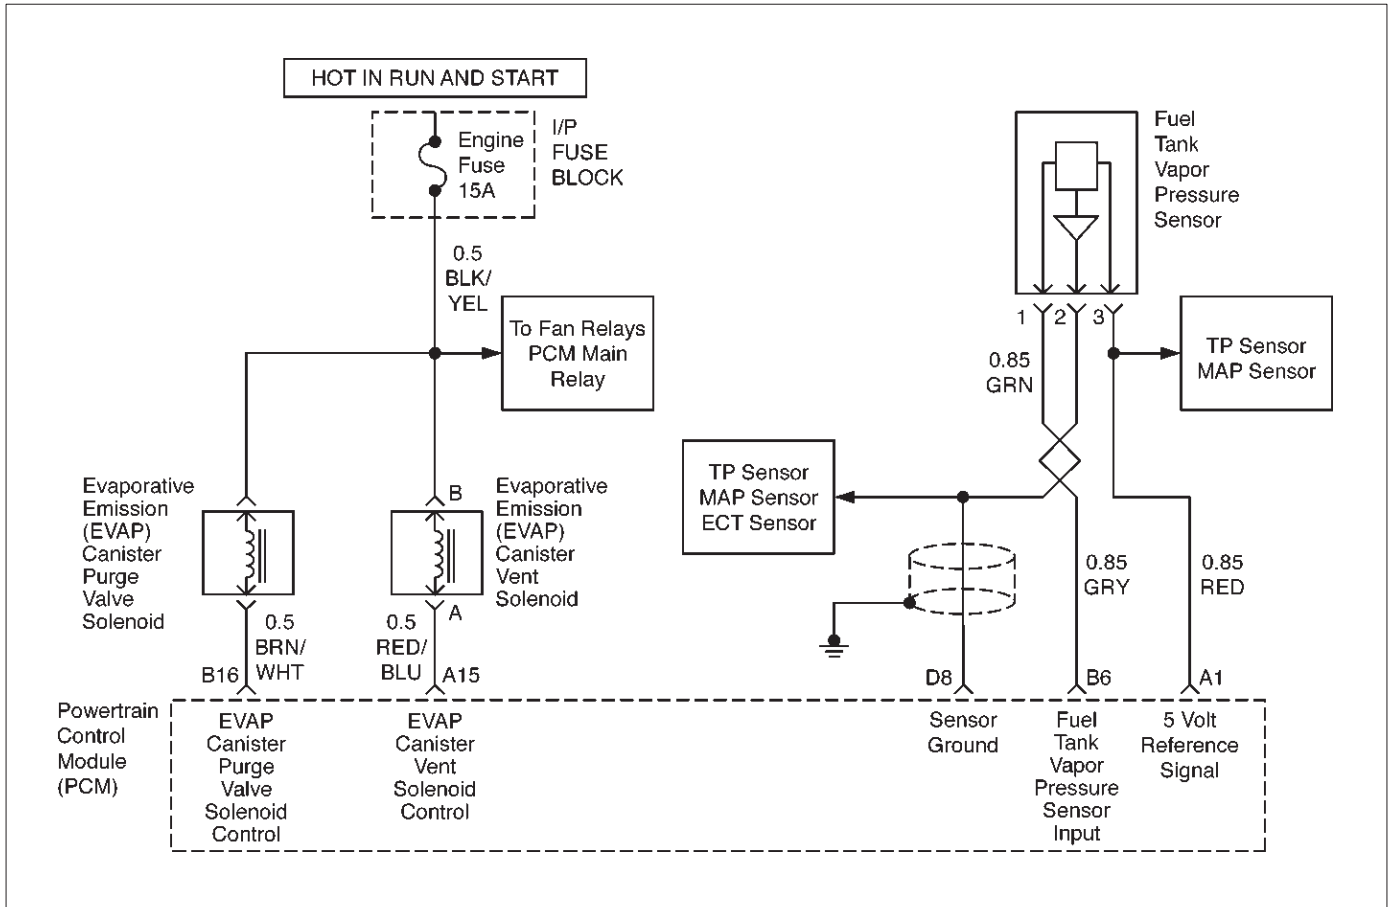 HOT IN RUN AND START
Engine
Fuse
15A
I/P
FUSE
BLOCK
0.5
BLK/
YEL
To Fan Relays
PCM Main
Relay
Fuel
Tank
Vapor
Pressure
Sensor
1
2
3
0.85
GRN
TP Sensor
MAP Sensor
TP Sensor
MAP Sensor
ECT Sensor
Evaporative
Emission
(EVAP)
Canister
Purge
Valve
Solenoid
B
A
Evaporative
Emission
(EVAP)
Canister
Vent
Solenoid
0.5
BRN/
WHT
0.5
RED/
BLU
0.85
GRY
0.85
RED
B16
A15
D8
B6
A1
Powertrain
Control
Module
(PCM)
EVAP
Canister
Purge
Valve
Solenoid
Control
EVAP
Canister
Vent
Solenoid
Control
Sensor
Ground
Fuel
Tank
Vapor
Pressure
Sensor
Input
5 Volt
Reference
Signal